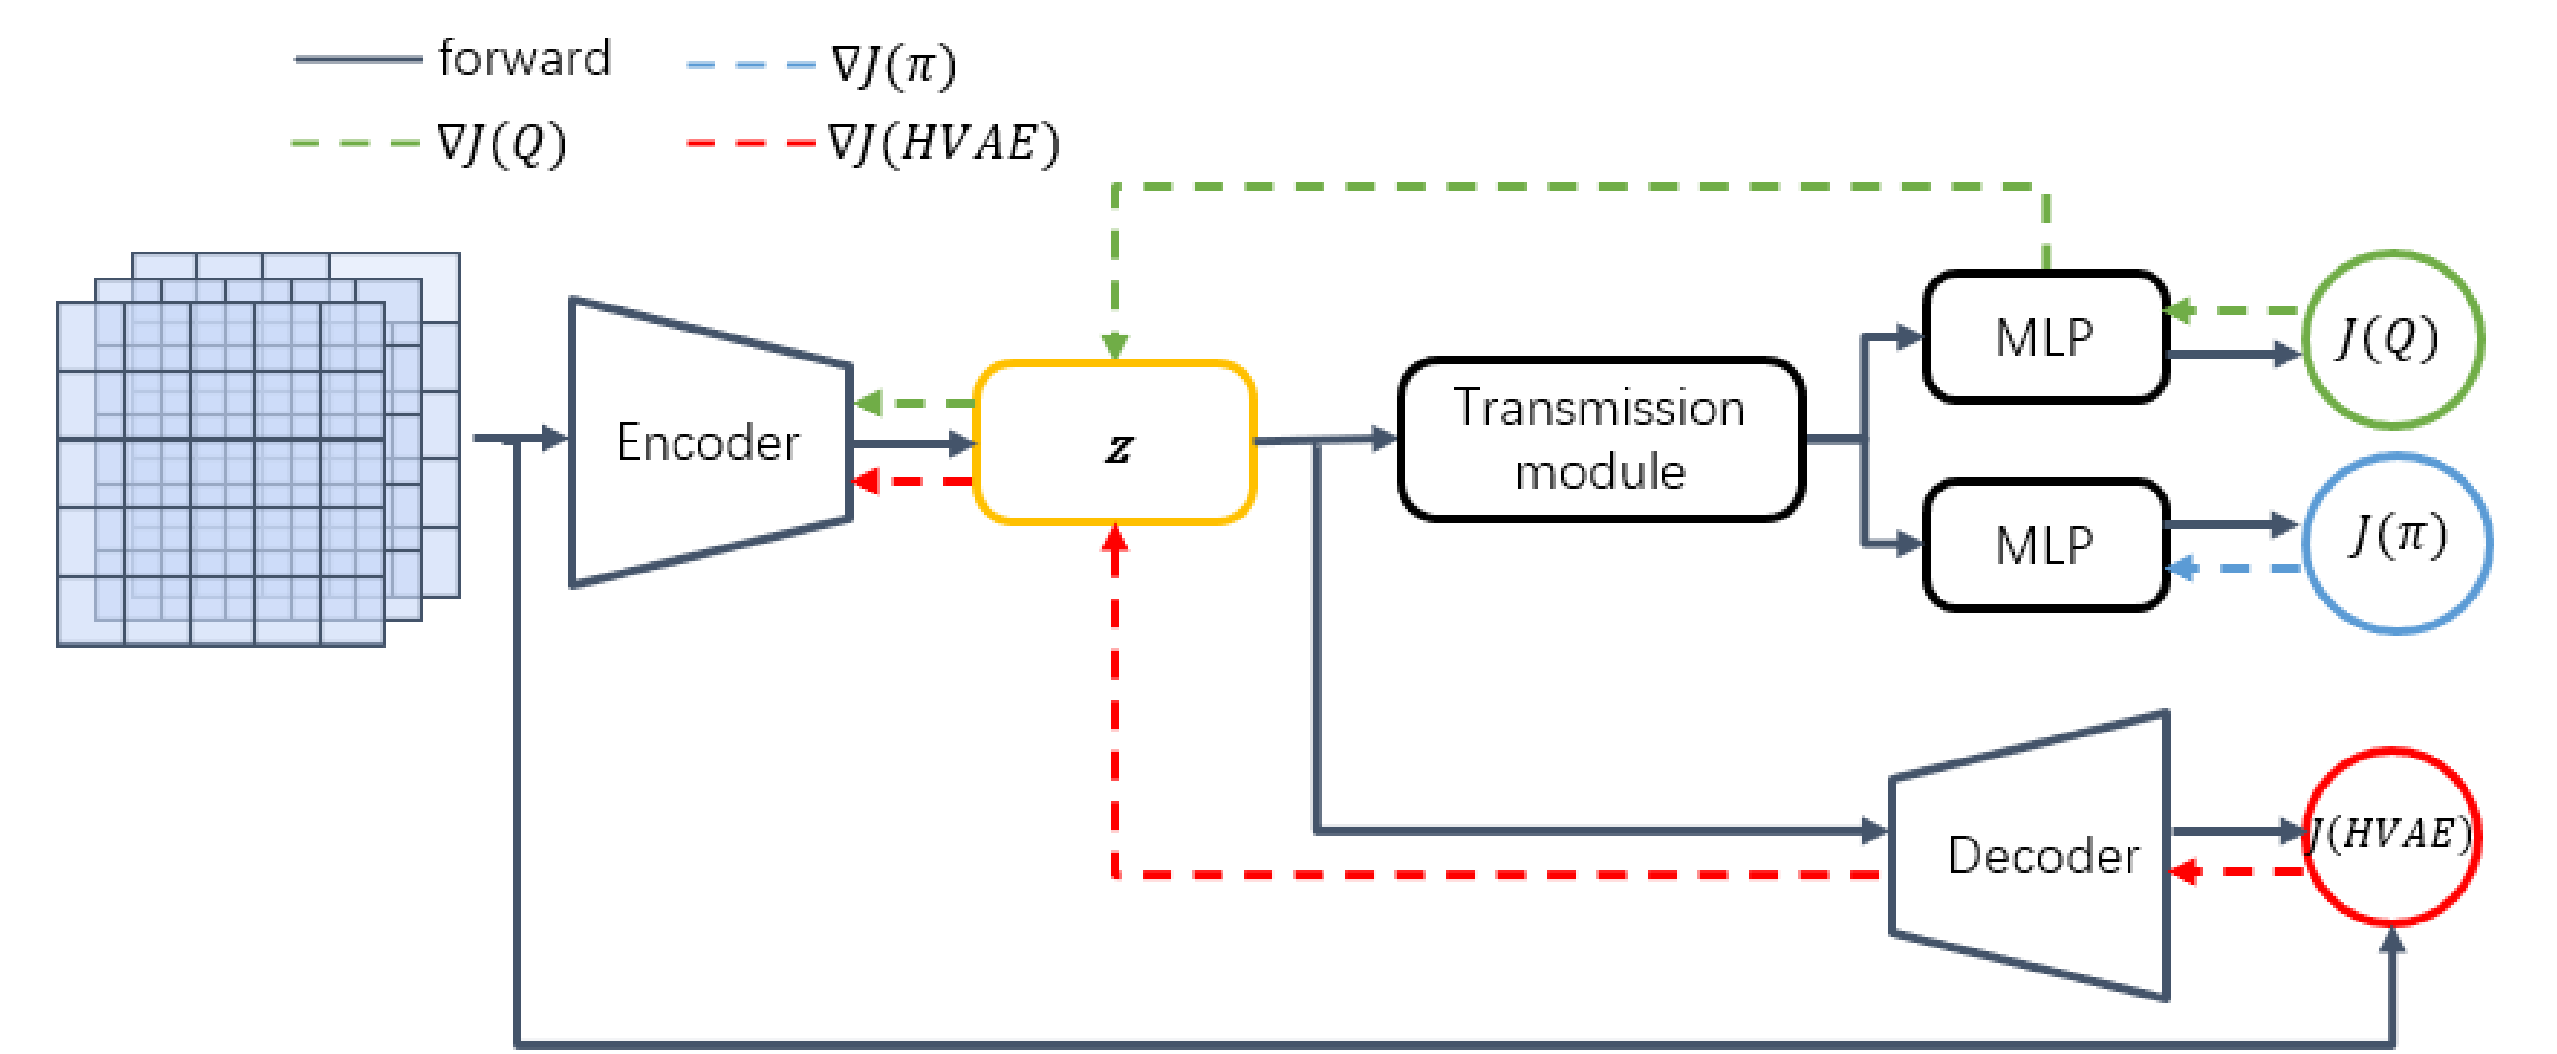 forward
∇J(π)
∇J(Q)
∇J(HVAE)
Encoder
z
Transmission
module
MLP
J(Q)
MLP
J(π)
Decoder
J(HVAE)